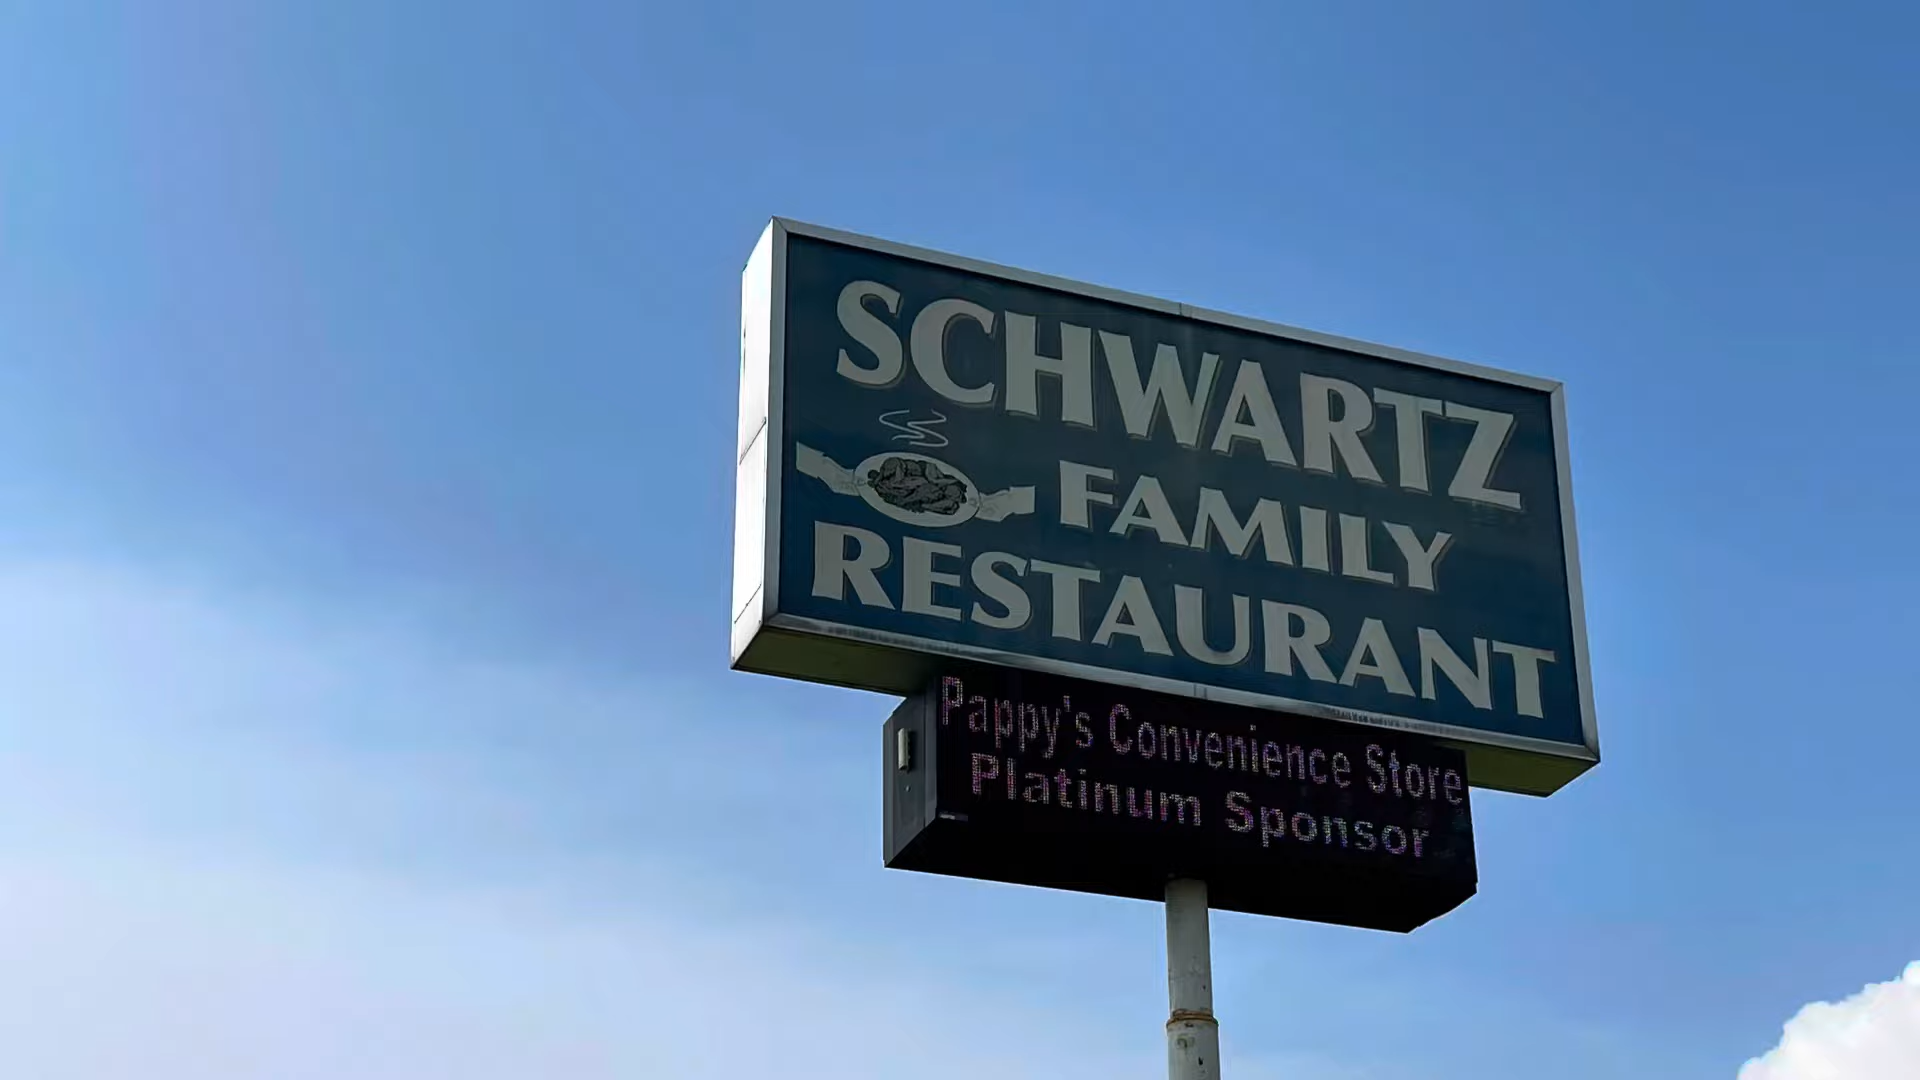 SCHWARTZ
FAMILY
RESTAURANT
Pappy's Convenience Store
Platinum Sponsor